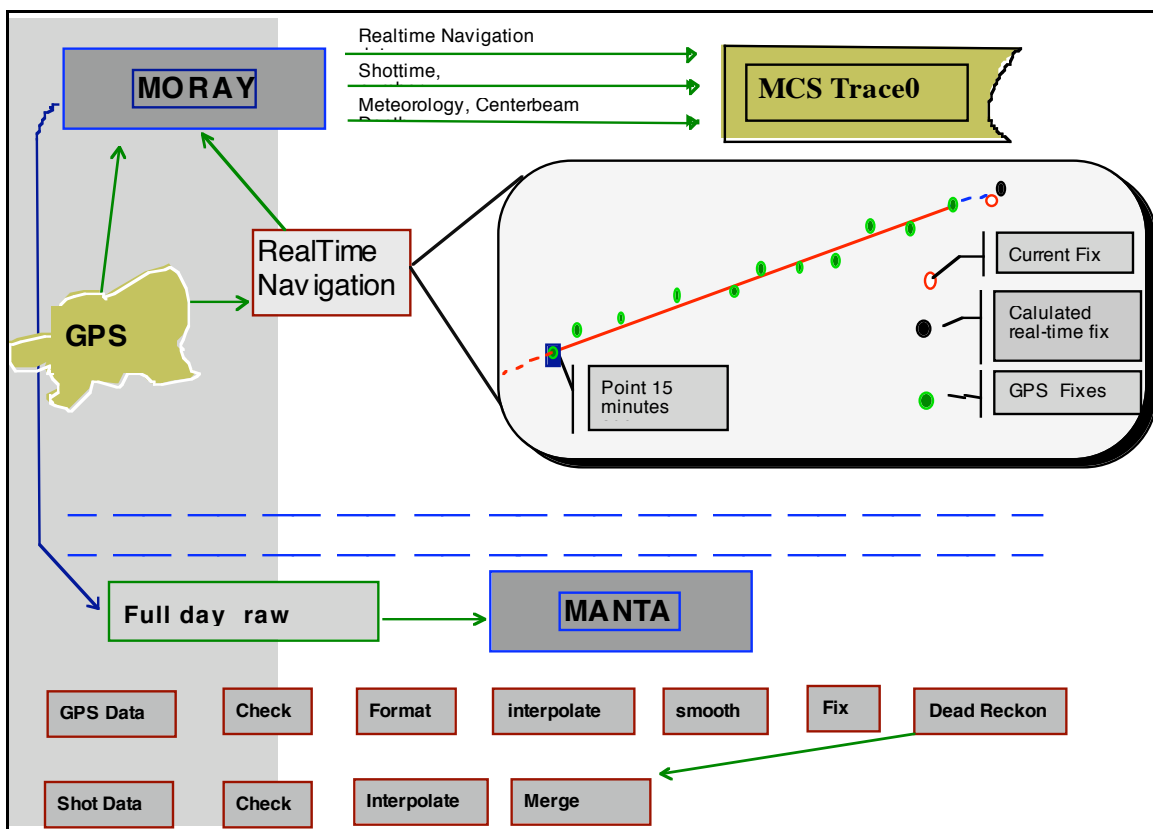 Realtime Navigation
Shottime,
Meteorology, Centerbeam
MORAY
MCS Trace0
RealTime
Navigation
GPS
Current Fix
Calulated
real-time fix
GPS Fixes
Point 15
minutes
Full day raw
MANTA
GPS Data
Check
Format
interpolate
smooth
Fix
Dead Reckon
Shot Data
Check
Interpolate
Merge